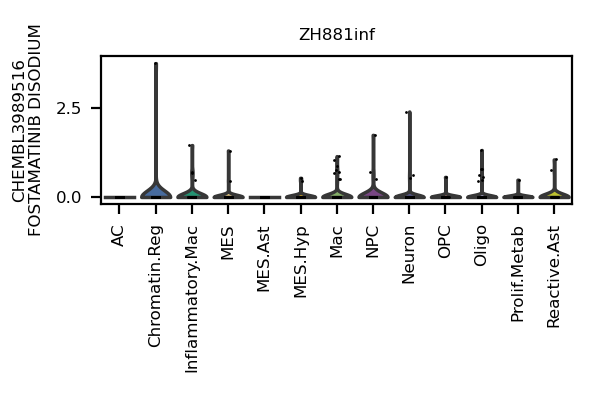 ZH881inf
CHEMBL3989516
FOSTAMATINIB DISODIUM
2.5
0.0
AC
Chromatin.Reg
Inflammatory.Mac
MES
MES.Ast
MES.Hyp
Mac
NPC
Neuron
OPC
Oligo
Prolif.Metab
Reactive.Ast